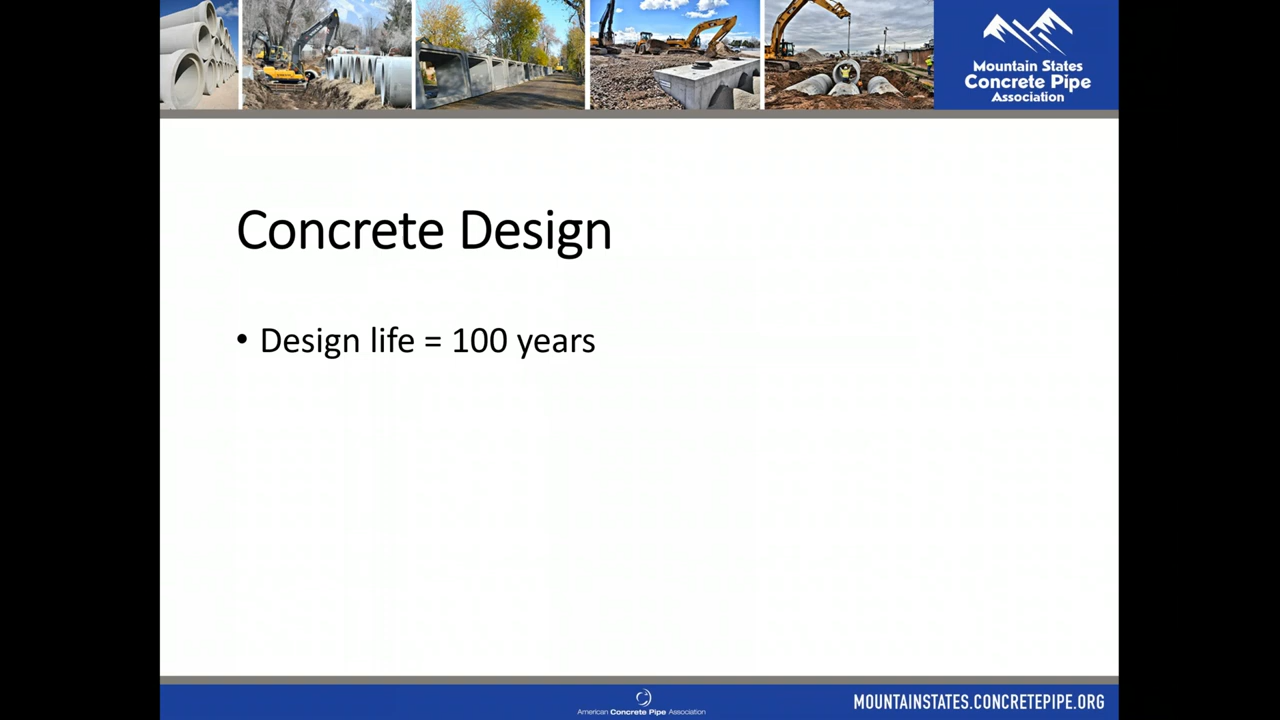 Mountain States
Concrete Pipe
Association
Concrete Design
• Design life = 100 years
American Concrete Pipe Association
MOUNTAINSTATES.CONCRETEPIPE.ORG